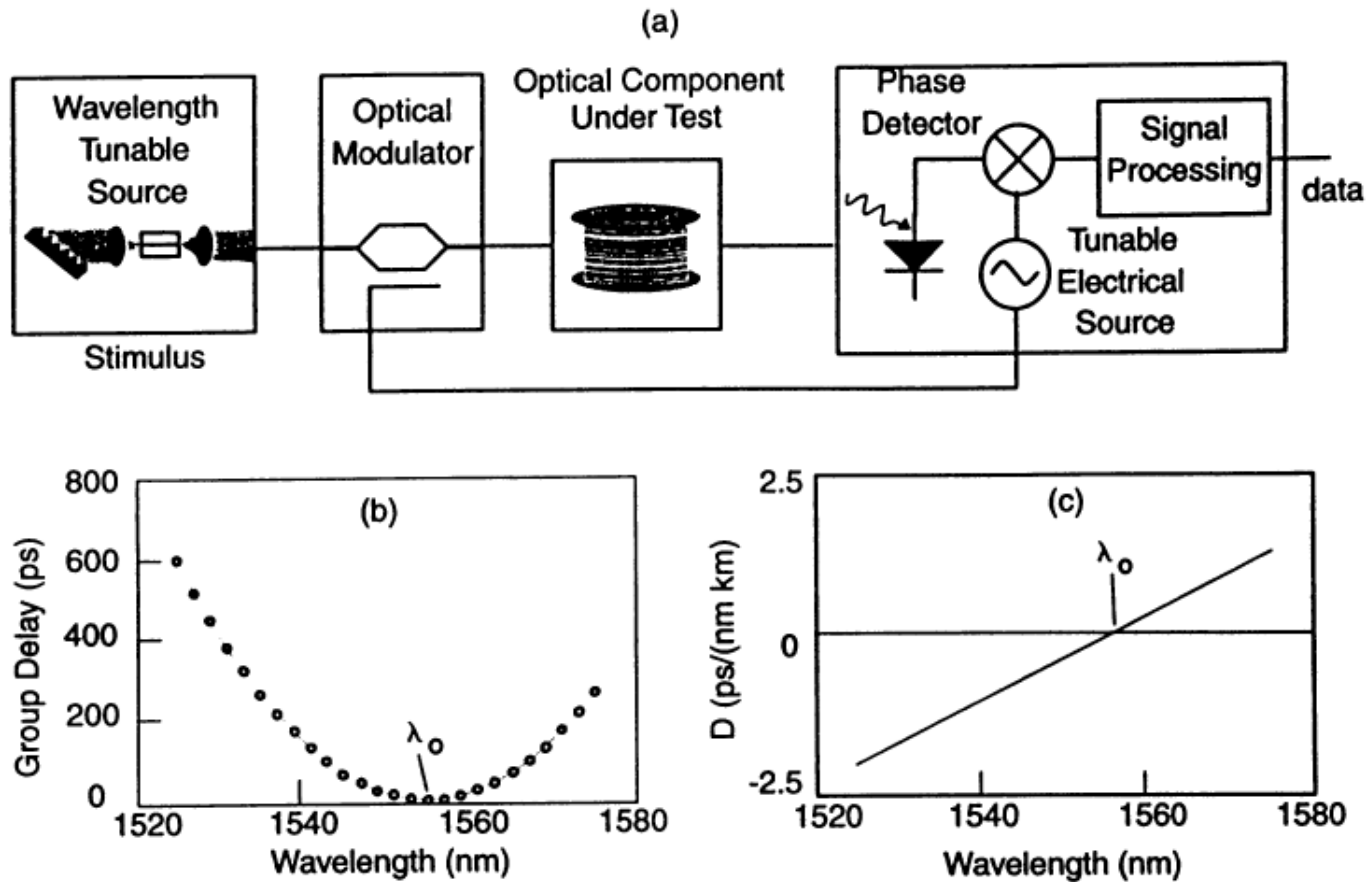 (a)
Wavelength
Tunable
Source
Stimulus
Optical
Modulator
Optical Component
Under Test
Phase
Detector
Signal
Processing
data
Tunable
Electrical
Source
(b)
Group Delay (ps)
800
600
400
200
0
λo
1520 1540 1560 1580
Wavelength (nm)
(c)
D (ps/(nm km)
2.5
0
-2.5
λo
1520 1540 1560 1580
Wavelength (nm)